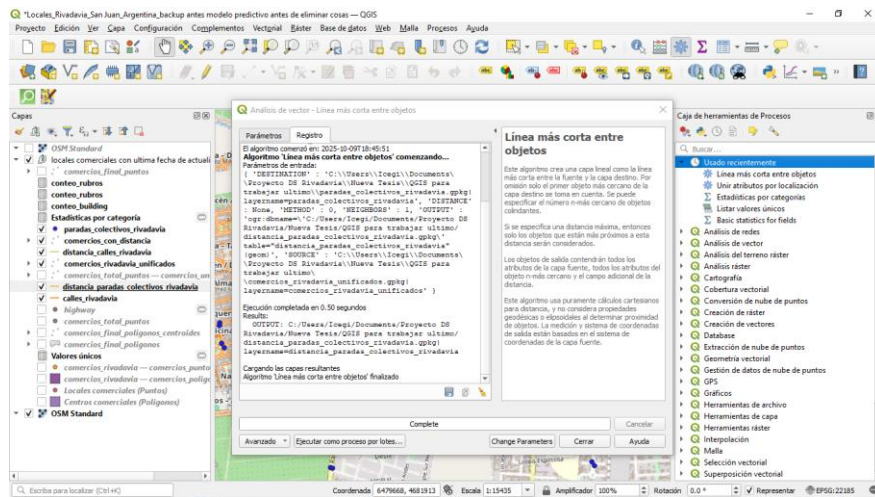 *Locales_Rivadavia_San Juan_Argentina_backup antes modelo predictivo antes de eliminar cosas — QGIS
Proyecto Edición Ver Capa Configuración Complementos Vectorial Ráster Base de datos Web Malla Procesos Ayuda
Capas
OSM Standard
locales comerciales con ultima fecha de actuali
comercios_final_puntos
conteo_rubros
conteo_rubros
conteo_building
Estadísticas por categoría
paradas_colectivos_rivadavia
comercios_con_distancia
distancia_calles_rivadavia
comercios_rivadavia_unificados
comercios_total_puntos — comercios_un
distancia_paradas_colectivos_rivadavia
calles_rivadavia
highway
comercios_total_puntos
comercios_final_poligonos_centroides
comercios_final_poligonos
Valores únicos
comercios_rivadavia — comercios_punto
comercios_rivadavia — comercios_polig
Locales comerciales (Puntos)
Centros comerciales (Poligonos)
OSM Standard
Análisis de vector - Línea más corta entre objetos
Parámetros Registro
El algoritmo comenzó en: 2025-10-09T18:45:51
Algoritmo 'Línea más corta entre objetos' comenzando...
Parámetros de entrada:
{ 'DESTINATION' : 'C:\\Users\\Icegi\\Documents\
\Proyecto DS Rivadavia\\Nueva Tesis\\QGIS para
trabajar ultimo\\paradas_colectivos_rivadavia.gpkg|
layername=paradas_colectivos_rivadavia', 'DISTANCE'
: None, 'METHOD' : 0, 'NEIGHBORS' : 1, 'OUTPUT' :
'ogr:dbname=\'C:/Users/Icegi/Documents/Proyecto DS
Rivadavia/Nueva Tesis/QGIS para trabajar ultimo/
distancia_paradas_colectivos_rivadavia.gpkg\'
table="distancia_paradas_colectivos_rivadavia"
(geom)', 'SOURCE' : 'C:\\Users\\Icegi\\Documents\
\Proyecto DS Rivadavia\\Nueva Tesis\\QGIS para
trabajar ultimo\
\comercios_rivadavia_unificados.gpkg|
layername=comercios_rivadavia_unificados' }
Ejecución completada en 0.50 segundos
Results:
OUTPUT: C:/Users/Icegi/Documents/Proyecto DS
Rivadavia/Nueva Tesis/QGIS para trabajar ultimo/
distancia_paradas_colectivos_rivadavia.gpkg|
layername=distancia_paradas_colectivos_rivadavia
Cargando las capas resultantes
Algoritmo 'Línea más corta entre objetos' finalizado
Línea más corta entre
objetos
Este algoritmo crea una capa lineal como la línea
más corta entre la fuente y la capa destino. Por
omisión solo el primer objeto más cercano de la
capa destino se toma en cuenta. Se puede
especificar el número n-más cercanos de objetos
colindantes.
Si se especifica una distancia máxima, entonces
solo los objetos que están más próximos a esta
distancia serán considerados.
Los objetos de salida contendrán todos los
atributos de la capa fuente, todos los atributos del
objeto n-más cercano y el campo adicional de la
distancia.
Este algoritmo usa puramente cálculos cartesianos
para distancia, y no considera propiedades
geodésicas o elipsoidales al determinar proximidad
de objetos. La medición y sistema de coordenadas
de salida están basados en el sistema de
coordenadas de la capa fuente.
Complete
Cancelar
Avanzado Ejecutar como proceso por lotes... Change Parameters Cerrar Ayuda
Caja de herramientas de Procesos
Buscar...
Usado recientemente
Línea más corta entre objetos
Unir atributos por localización
Estadísticas por categorías
Listar valores únicos
Basic statistics for fields
Análisis de redes
Análisis de vector
Análisis del terreno ráster
Análisis ráster
Cartografía
Cobertura vectorial
Conversión de nube de puntos
Creación de ráster
Creación de vectores
Database
Extracción de nube de puntos
Geometría vectorial
Gestión de datos de nube de puntos
GPS
Gráficos
Herramientas de archivo
Herramientas de capa
Herramientas ráster
Interpolación
Malla
Selección vectorial
Superposición vectorial
Escriba para localizar (Ctrl+K)
Coordenada 6479668, 4681913 Escala 1:15435 Amplificador 100% Rotación 0.0 ° Representar EPSG:22185